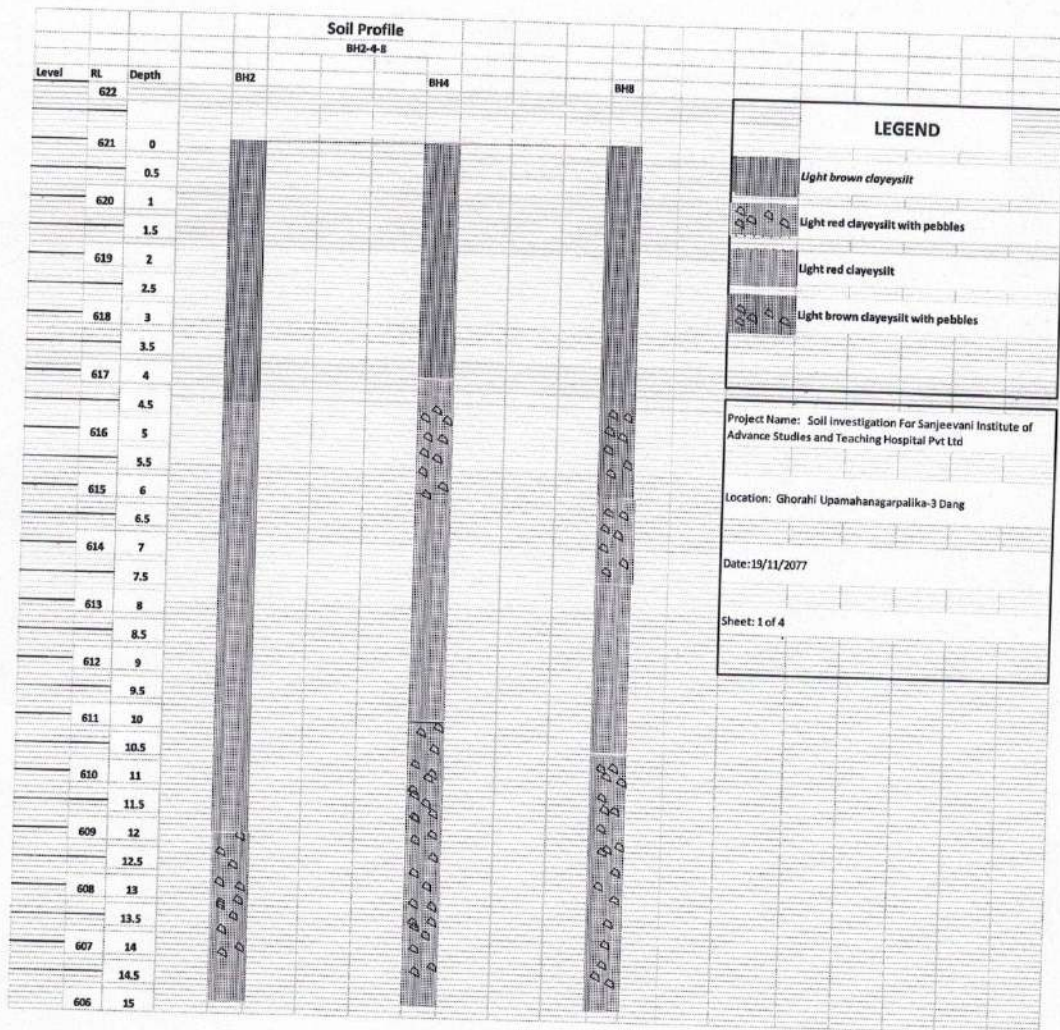 Soil Profile
BH2-4-8
Level RL Depth BH2 BH4 BH8
622
621 0
0.5
620 1
1.5
619 2
2.5
618 3
3.5
617 4
4.5
616 5
5.5
615 6
6.5
614 7
7.5
613 8
8.5
612 9
9.5
611 10
10.5
610 11
11.5
609 12
12.5
608 13
13.5
607 14
14.5
606 15
LEGEND
Light brown clayeysilt
Light red clayeysilt with pebbles
Light red clayeysilt
Light brown clayeysilt with pebbles
Project Name: Soil investigation For Sanjeevani Institute of
Advance Studies and Teaching Hospital Pvt Ltd
Location: Ghorahi Upamahanagarpalika-3 Dang
Date:19/11/2077
Sheet: 1 of 4